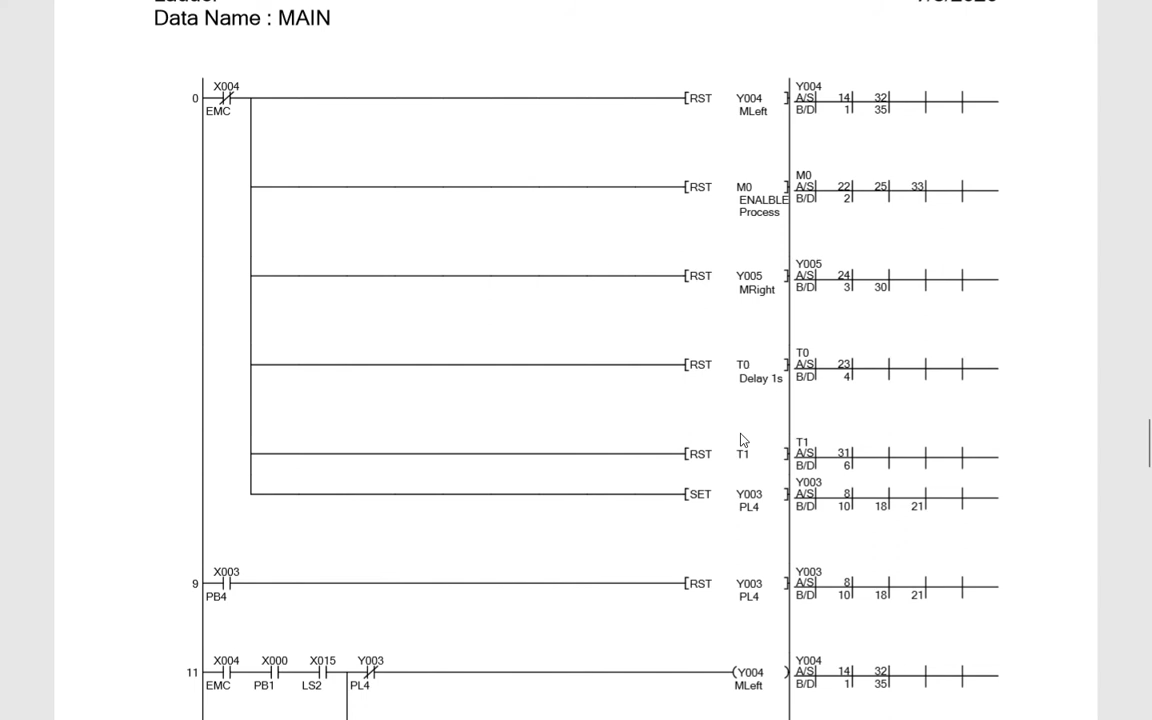 Data Name : MAIN
X004
0
EMC
[RST Y004 ]
MLeft
Y004
A/S 14 32
B/D 1 35
[RST M0 ]
ENALBLE
Process
M0
A/S 22 25 33
B/D 2
[RST Y005 ]
MRight
Y005
A/S 24
B/D 3 30
[RST T0 ]
Delay 1s
T0
A/S 23
B/D 4
[RST T1 ]
T1
A/S 31
B/D 6
[SET Y003 ]
PL4
Y003
A/S 8
B/D 10 18 21
X003
9
PB4
[RST Y003 ]
PL4
Y003
A/S 8
B/D 10 18 21
X004 X000 X015 Y003
11
EMC PB1 LS2 PL4
(Y004 )
MLeft
Y004
A/S 14 32
B/D 1 35